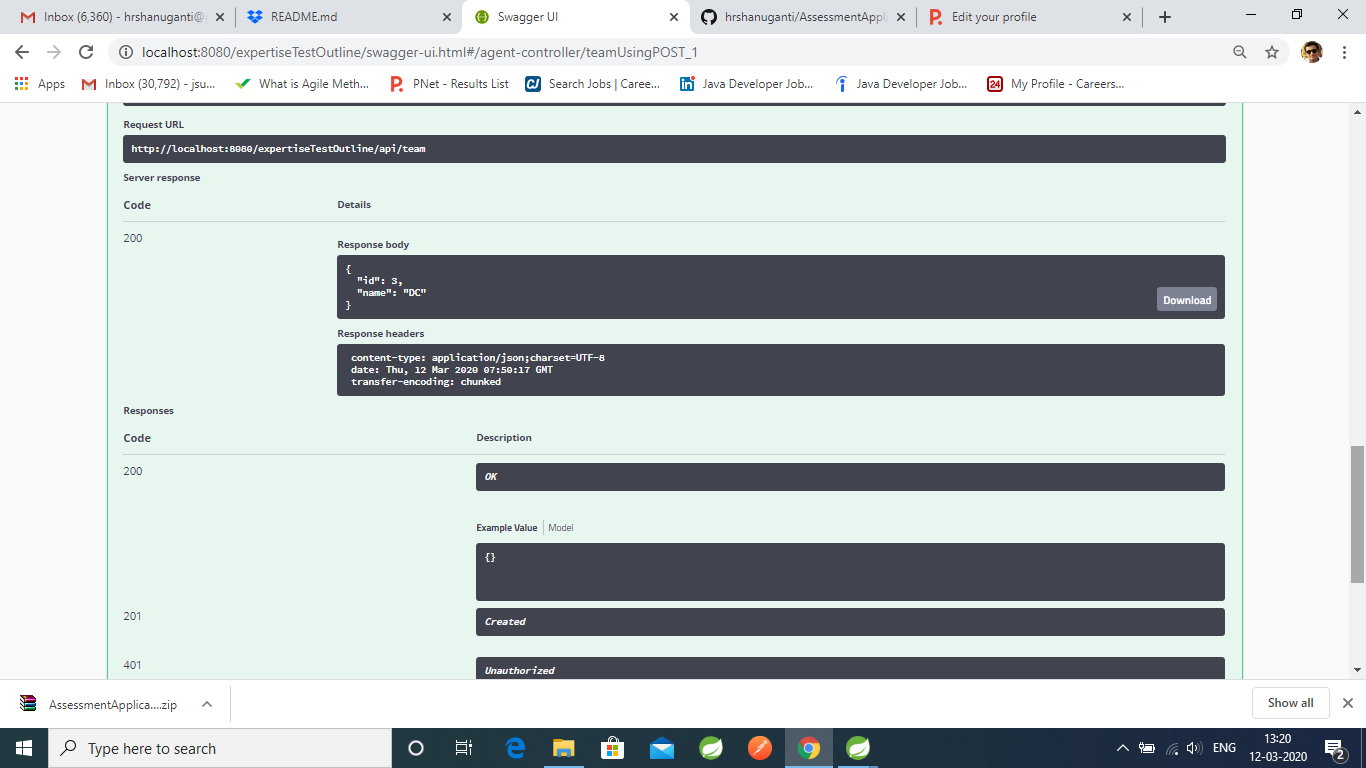 Inbox (6,360) - hrshanuganti@
README.md
Swagger UI
hrshanuganti/AssessmentAppl
Edit your profile
localhost:8080/expertiseTestOutline/swagger-ui.html#/agent-controller/teamUsingPOST_1
Apps
Inbox (30,792) - jsu...
What is Agile Meth...
PNet - Results List
Search Jobs | Caree...
Java Developer Job...
Java Developer Job...
24
My Profile - Careers...
Request URL
http://localhost:8080/expertiseTestOutline/api/team
Server response
Code
Details
200
Response body
{
"id": 3,
"name": "DC"
}
Download
Response headers
content-type: application/json;charset=UTF-8
date: Thu, 12 Mar 2020 07:50:17 GMT
transfer-encoding: chunked
Responses
Code
Description
200
OK
Example Value
Model
{}
201
Created
401
Unauthorized
AssessmentApplica....zip
Show all
Type here to search
ENG
13:20
12-03-2020
2